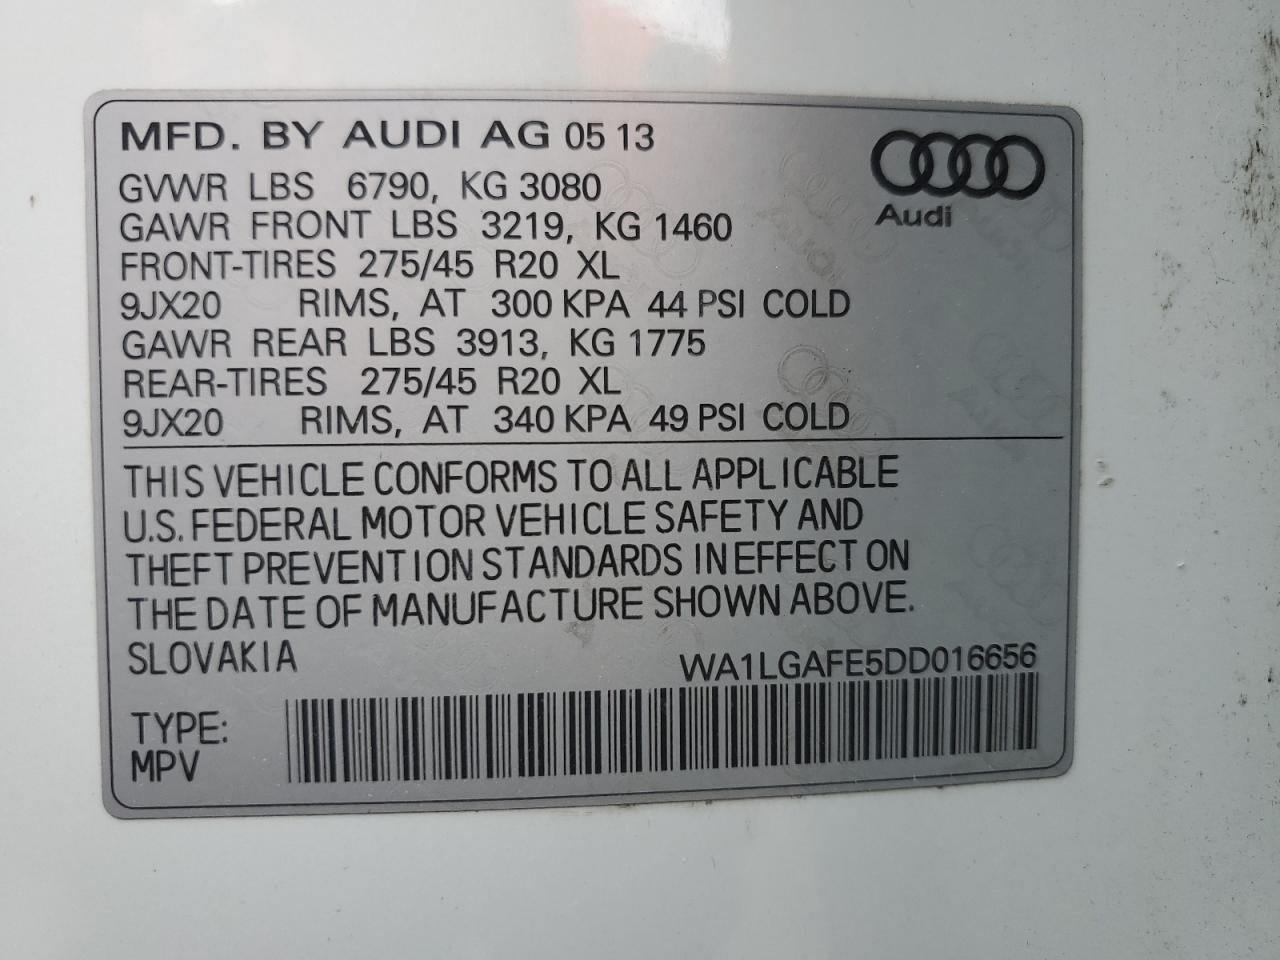 MFD. BY AUDI AG 05 13
Audi
GVWR LBS 6790, KG 3080
GAWR FRONT LBS 3219, KG 1460
FRONT-TIRES 275/45 R20 XL
9JX20 RIMS, AT 300 KPA 44 PSI COLD
GAWR REAR LBS 3913, KG 1775
REAR-TIRES 275/45 R20 XL
9JX20 RIMS, AT 340 KPA 49 PSI COLD
THIS VEHICLE CONFORMS TO ALL APPLICABLE
U.S. FEDERAL MOTOR VEHICLE SAFETY AND
THEFT PREVENTION STANDARDS IN EFFECT ON
THE DATE OF MANUFACTURE SHOWN ABOVE.
SLOVAKIA WA1LGAFE5DD016656
TYPE:
MPV